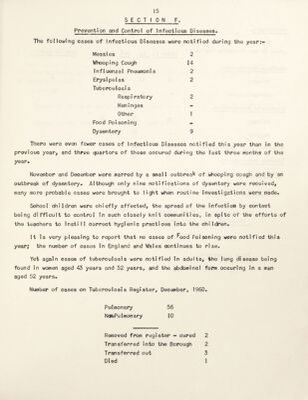 15
SECTION F.
Prevention and Control of Infectious Diseases.
The following cases of Infectious Diseases were notified during the year:-
Measles 2
Whooping Cough 14
Influenzal Pneumonia 2
Erysipelas 2
Tuberculosis
Respiratory 2
Meninges -
Other 1
Food Poisoning -
Dysentery 9
There were even fewer cases of Infectious Diseases notified this year than in the
previous year, and three quarters of these occured during the last three months of the
year.
November and December were marred by a small outbreak of whooping cough and by an
outbreak of dysentery. Although only nine notifications of dysentery were received,
many more probable cases were brought to light when routine investigations were made.
School children were chiefly affected, the spread of the infection by contact
being difficult to control in such closely knit communities, in spite of the efforts of
the teachers to instill correct hygienic practices into the children.
It is very pleasing to report that no cases of Food Poisoning were notified this
year; the number of cases in England and Wales continues to rise.
Yet again cases of tuberculosis were notified in adults, the lung disease being
found in women aged 43 years and 52 years, and the abdominal form occuring in a man
aged 52 years.
Number of cases on Tuberculosis Register, December, 1960.
Pulmonary 56
NonPulmonary 10
Removed from register - cured 2
Transferred into the Borough 2
Transferred out 3
Died 1